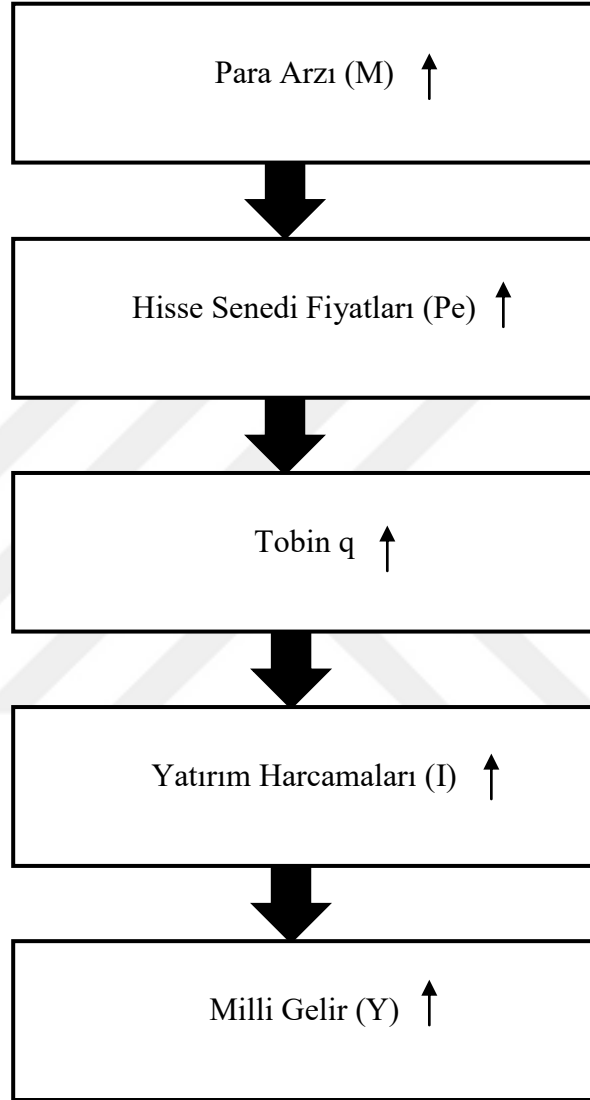 Para Arzı (M) ↑
Hisse Senedi Fiyatları (Pe) ↑
Tobin q ↑
Yatırım Harcamaları (I) ↑
Milli Gelir (Y) ↑